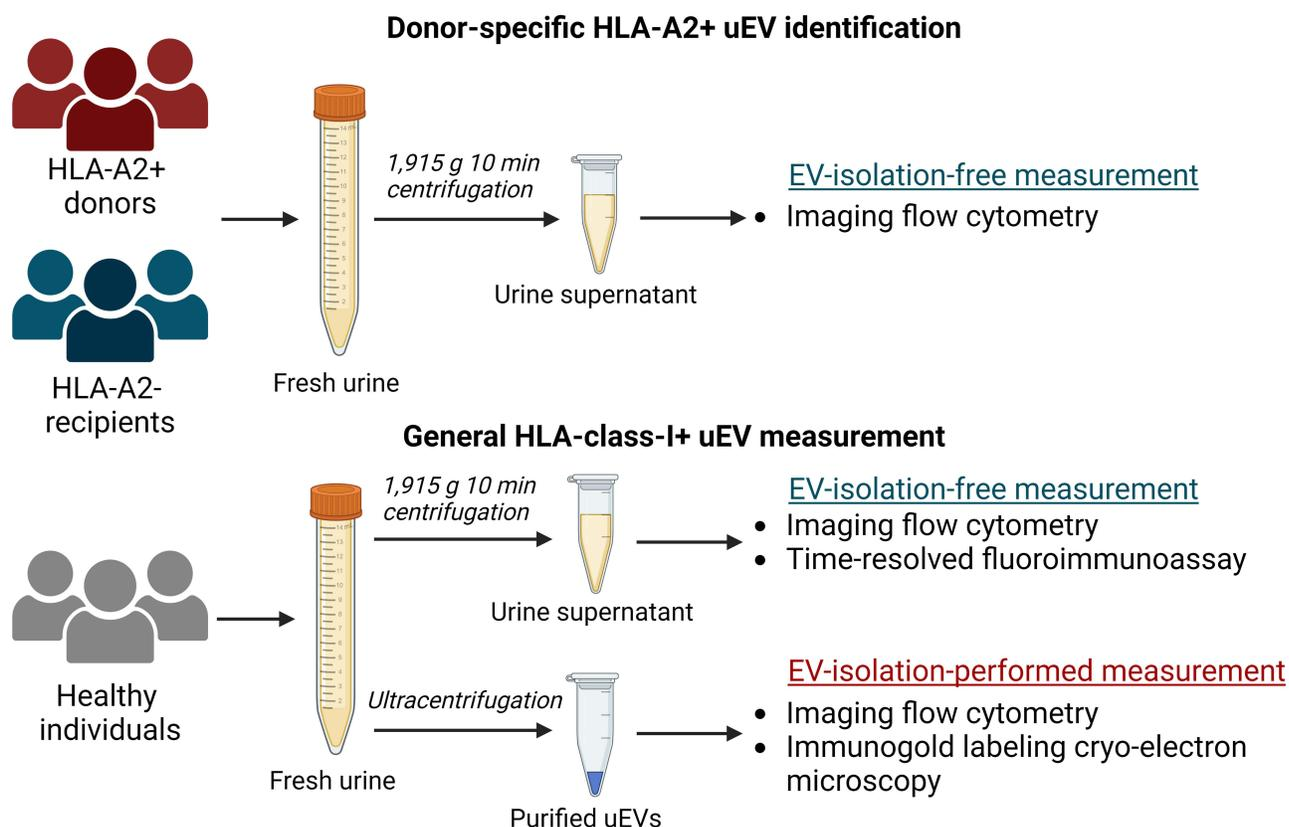 Donor-specific HLA-A2+ uEV identification
HLA-A2+
donors
1,915 g 10 min
centrifugation
EV-isolation-free measurement
• Imaging flow cytometry
Urine supernatant
Fresh urine
HLA-A2-
recipients
General HLA-class-I+ uEV measurement
1,915 g 10 min
centrifugation
EV-isolation-free measurement
• Imaging flow cytometry
• Time-resolved fluoroimmunoassay
Urine supernatant
Healthy
individuals
Ultracentrifugation
EV-isolation-performed measurement
• Imaging flow cytometry
• Immunogold labeling cryo-electron
microscopy
Fresh urine
Purified uEVs